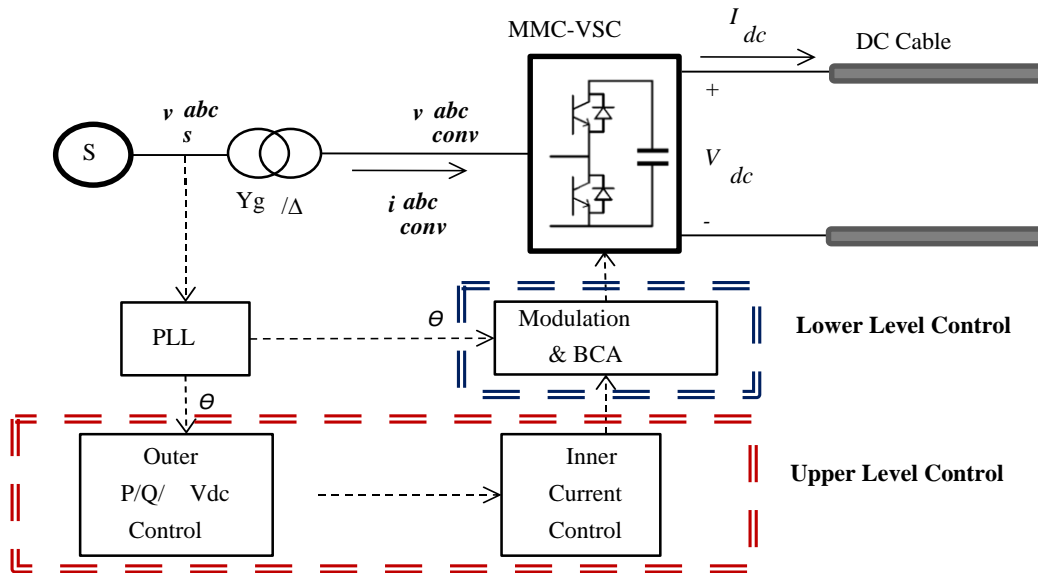 I dc
MMC-VSC
DC Cable
v s abc
v conv abc
+
S
V dc
Yg /Δ
i conv abc
-
PLL
θ
Modulation
& BCA
Lower Level Control
θ
Outer
P/Q/ Vdc
Control
Inner
Current
Control
Upper Level Control